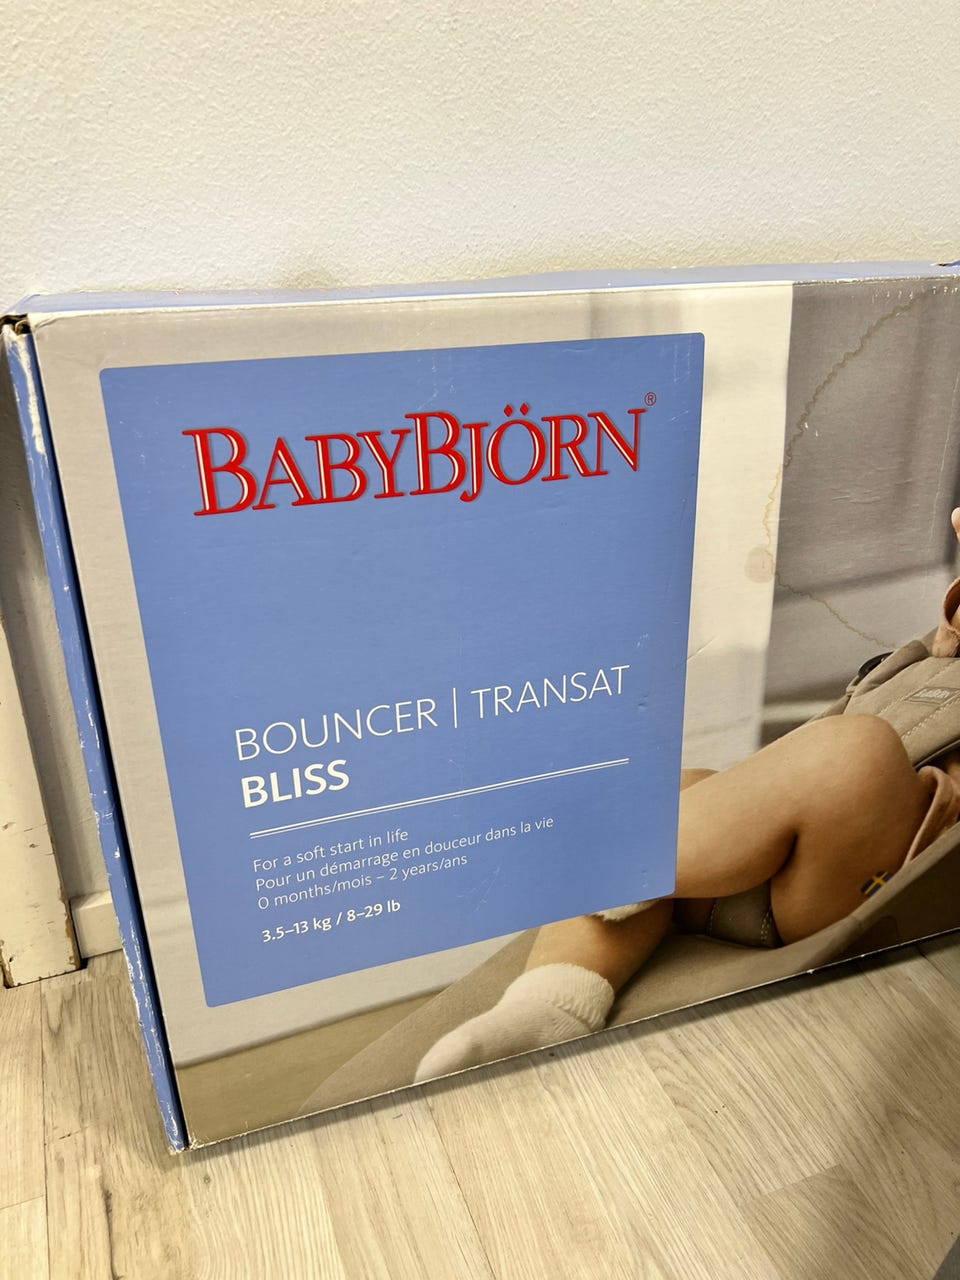 BABYBJÖRN®
BOUNCER | TRANSAT
BLISS
For a soft start in life
Pour un démarrage en douceur dans la vie
0 months/mois – 2 years/ans
3.5–13 kg / 8–29 lb